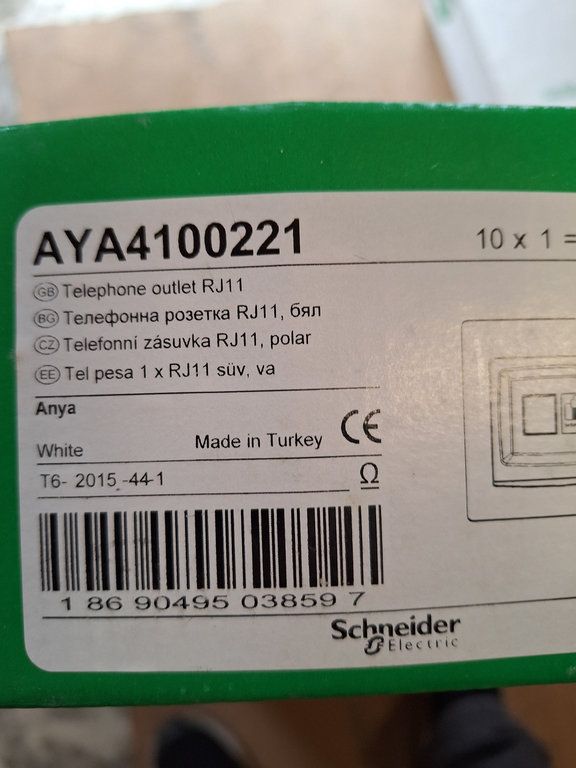 AYA4100221
10 x 1 =
GB Telephone outlet RJ11
BG Телефонна розетка RJ11, бял
CZ Telefonní zásuvka RJ11, polar
EE Tel pesa 1 x RJ11 süv, va
Anya
White
Made in Turkey CE
T6- 2015 -44-1 Ω
1 86 90495 03859 7
Schneider
Electric